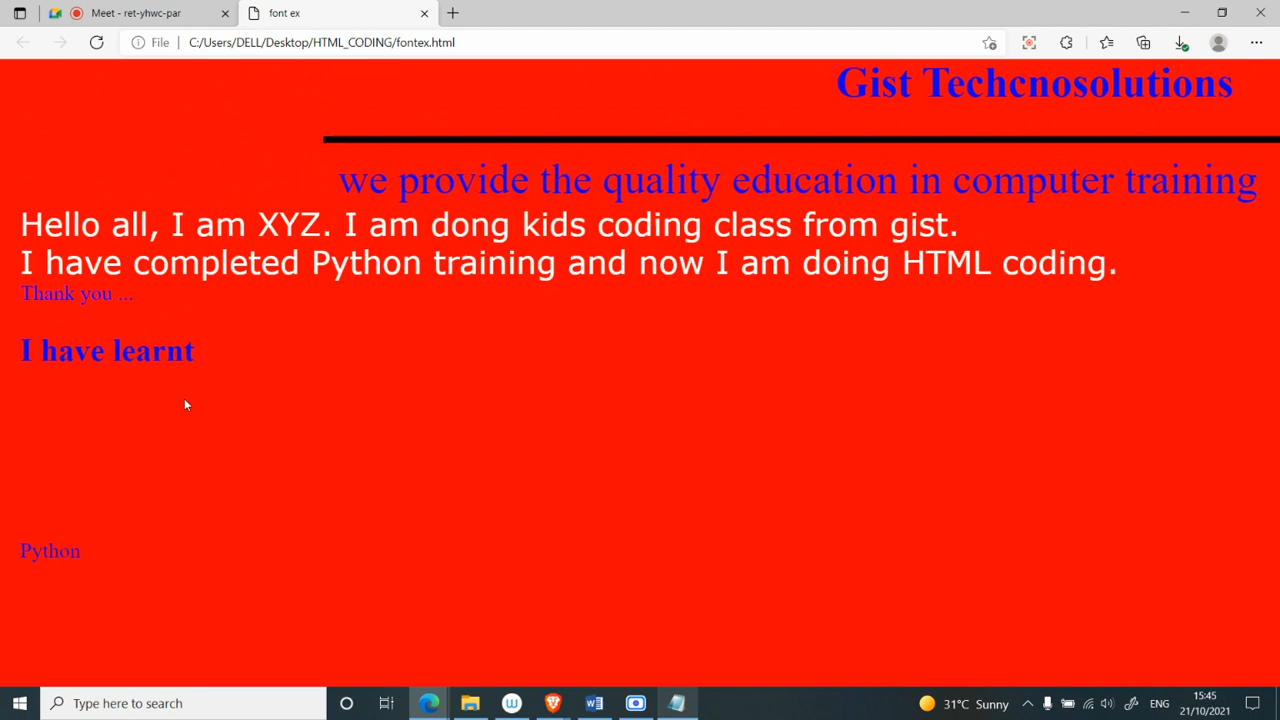 Meet - ret-yhwc-par
font ex
File
C:/Users/DELL/Desktop/HTML_CODING/fontex.html
Gist Techcnosolutions
we provide the quality education in computer training
Hello all, I am XYZ. I am dong kids coding class from gist.
I have completed Python training and now I am doing HTML coding.
Thank you ...
I have learnt
Python
Type here to search
31°C Sunny
ENG
15:45
21/10/2021